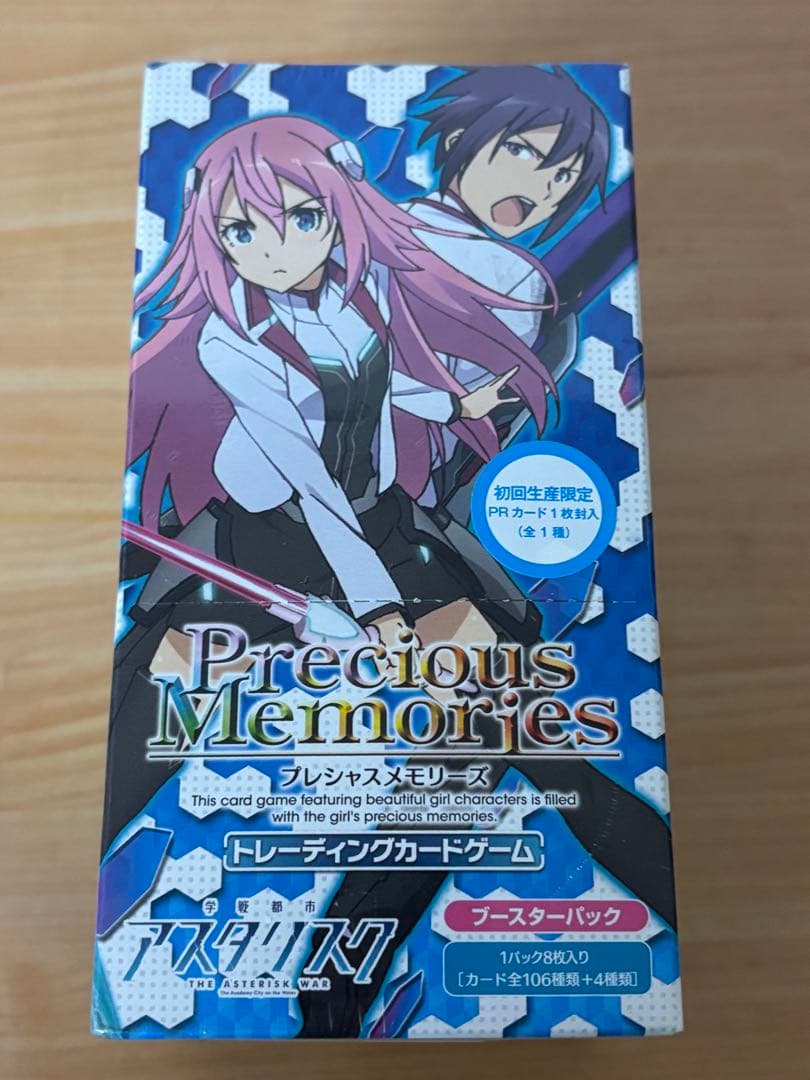 初回生産限定
PRカード1枚封入
(全1種)
Precious
Memories
プレシャスメモリーズ
This card game featuring beautiful girl characters is filled
with the girl's precious memories.
トレーディングカードゲーム
学戦都市
アスタリスク
THE ASTERISK WAR
The Academy City on the Water
ブースターパック
1パック8枚入り
[カード全106種類+4種類]